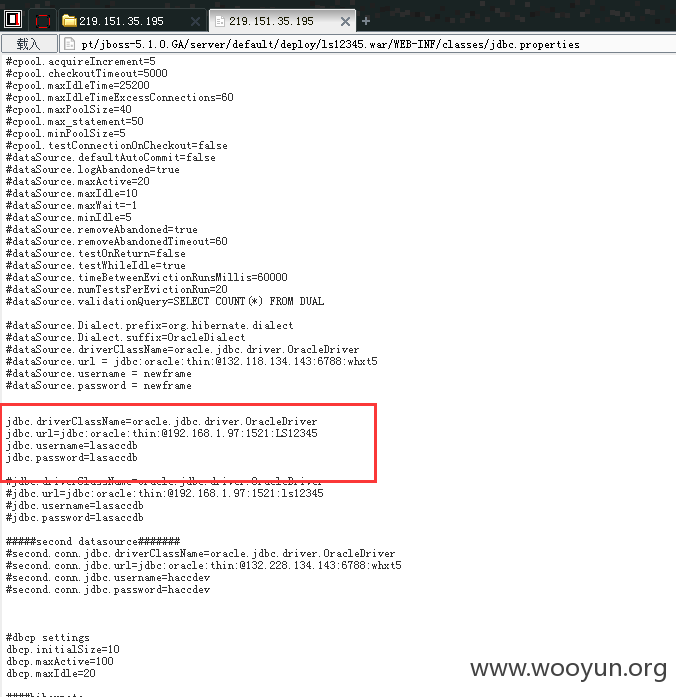 219.151.35.195
219.151.35.195
载入
pt/jboss-5.1.0.GA/server/default/deploy/ls12345.war/WEB-INF/classes/jdbc.properties
#cpool.acquireIncrement=5
#cpool.checkoutTimeout=5000
#cpool.maxIdleTime=25200
#cpool.maxIdleTimeExcessConnections=60
#cpool.maxPoolSize=40
#cpool.max_statement=50
#cpool.minPoolSize=5
#cpool.testConnectionOnCheckout=false
#dataSource.defaultAutoCommit=false
#dataSource.logAbandoned=true
#dataSource.maxActive=20
#dataSource.maxIdle=10
#dataSource.maxWait=-1
#dataSource.minIdle=5
#dataSource.removeAbandoned=true
#dataSource.removeAbandonedTimeout=60
#dataSource.testOnReturn=false
#dataSource.testWhileIdle=true
#dataSource.timeBetweenEvictionRunsMillis=60000
#dataSource.numTestsPerEvictionRun=20
#dataSource.validationQuery=SELECT COUNT(*) FROM DUAL
#dataSource.Dialect.prefix=org.hibernate.dialect
#dataSource.Dialect.suffix=OracleDialect
#dataSource.driverClassName=oracle.jdbc.driver.OracleDriver
#dataSource.url = jdbc:oracle:thin:@132.118.134.143:6788:whxt5
#dataSource.username = newframe
#dataSource.password = newframe
jdbc.driverClassName=oracle.jdbc.driver.OracleDriver
jdbc.url=jdbc:oracle:thin:@192.168.1.97:1521:LS12345
jdbc.username=lasaccdb
jdbc.password=lasaccdb
#jdbc.driverClassName=oracle.jdbc.driver.OracleDriver
#jdbc.url=jdbc:oracle:thin:@192.168.1.97:1521:ls12345
#jdbc.username=lasaccdb
#jdbc.password=lasaccdb
#####second datasource#######
#second.conn.jdbc.driverClassName=oracle.jdbc.driver.OracleDriver
#second.conn.jdbc.url=jdbc:oracle:thin:@132.228.134.143:6788:whxt5
#second.conn.jdbc.username=haccdev
#second.conn.jdbc.password=haccdev
#dbcp settings
dbcp.initialSize=10
dbcp.maxActive=100
dbcp.maxIdle=20
####hibernate
www.wooyun.org